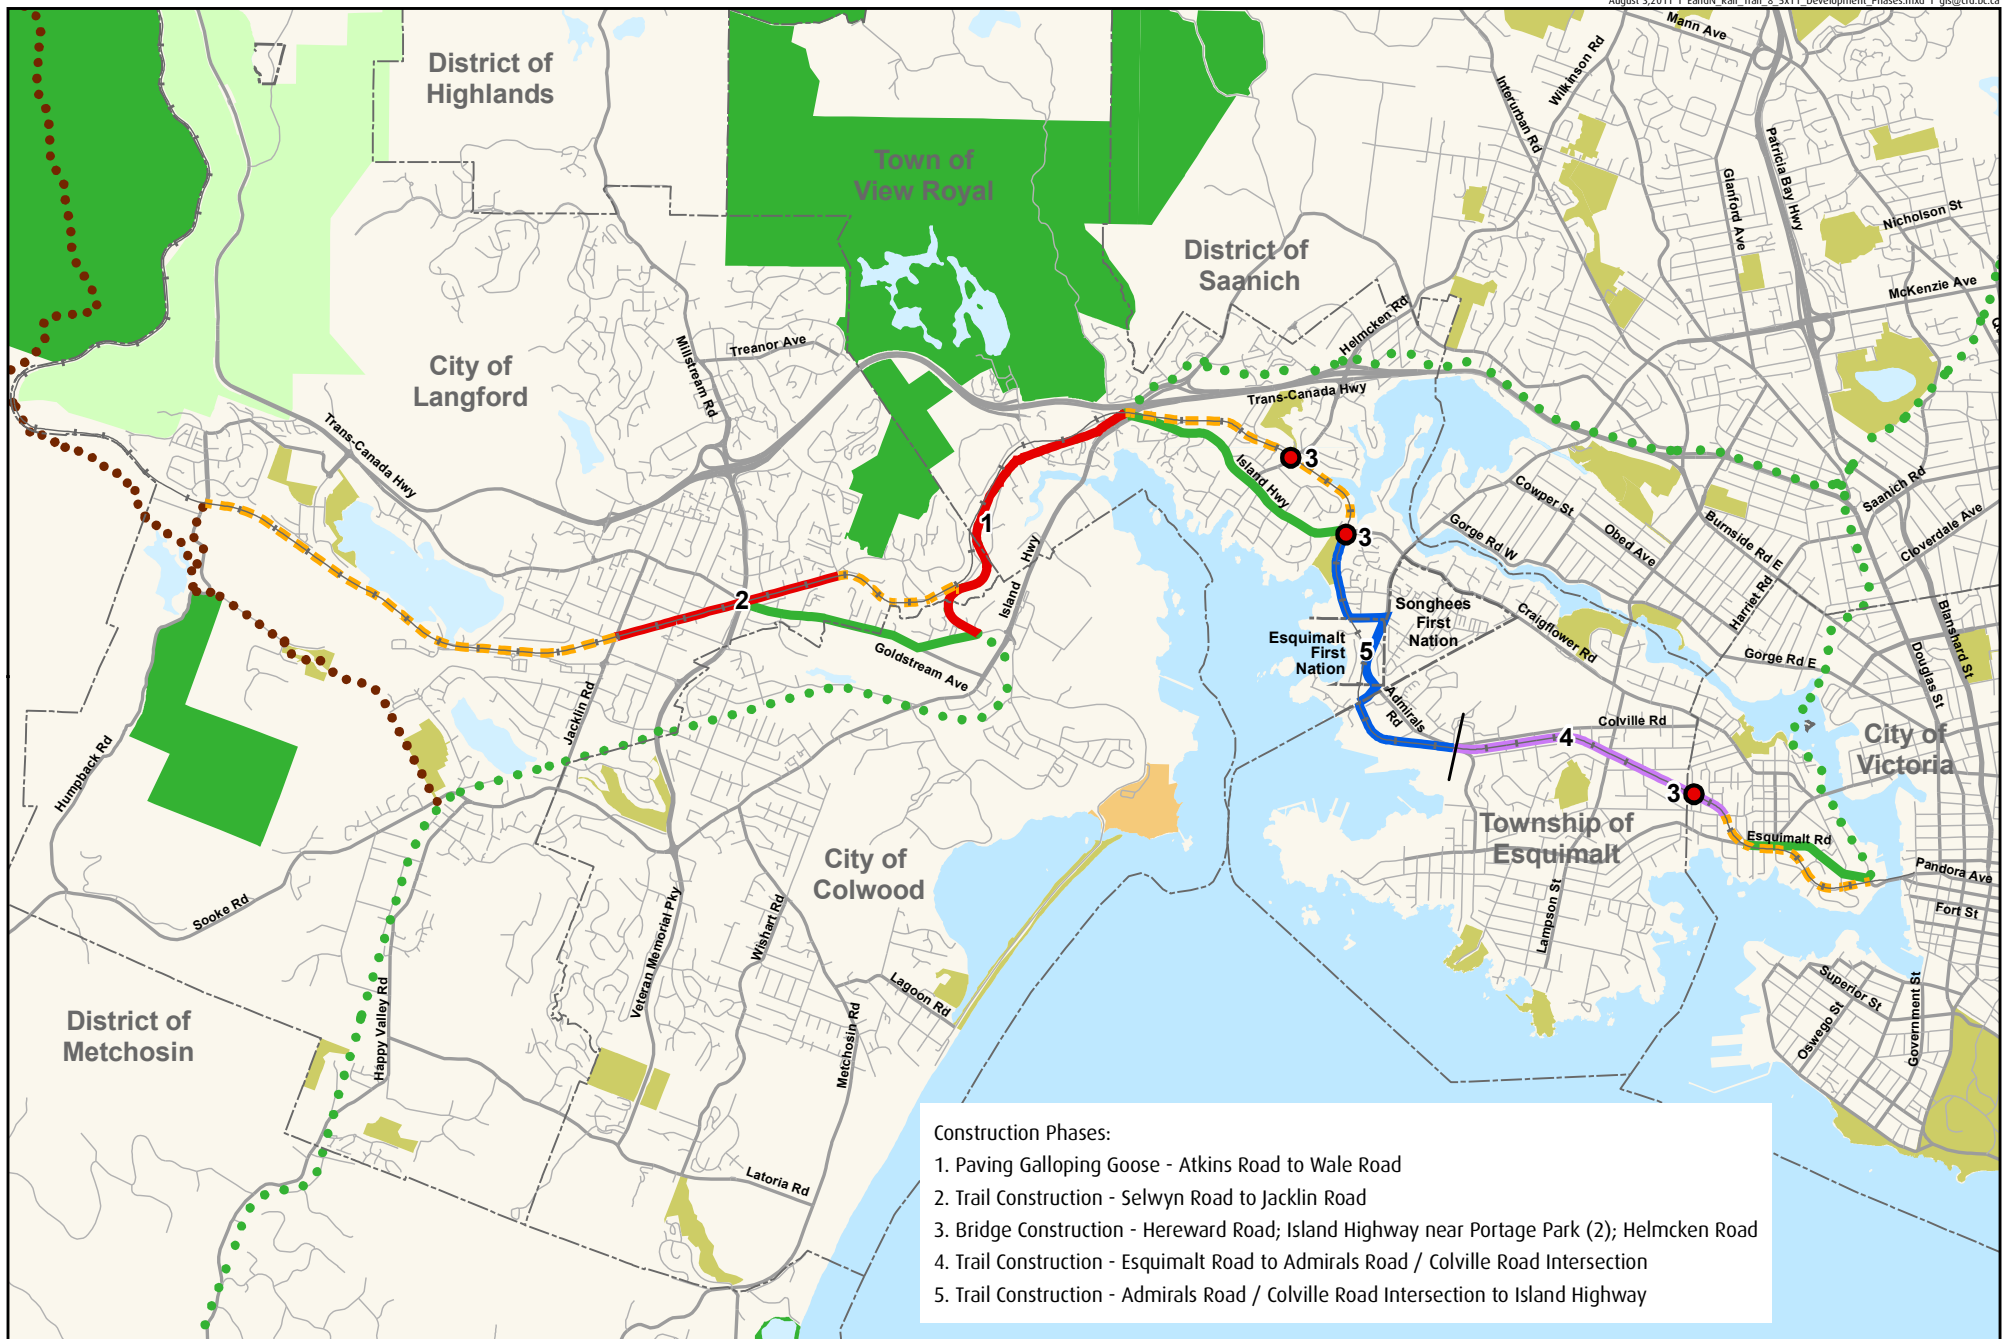 August 3,2011 | EandN_Rail_Trail_8_5x11_Development_Phases.mxd | gis@crd.bc.ca
Mann Ave
District of
Highlands
Wilkinson Rd
Interurban Rd
Patricia Bay Hwy
Town of
View Royal
Glanford Ave
Nicholson St
District of
Saanich
McKenzie Ave
Helmcken Rd
Treanor Ave
Millstream Rd
City of
Langford
Trans-Canada Hwy
Trans-Canada Hwy
3
Island Hwy
Saanich Rd
Cowper St
Burnside Rd E
Obed Ave
Cloverdale Ave
Gorge Rd W
1
3
Island Hwy
Harriet Rd
2
Songhees
First
Nation
Craigflower Rd
Blanshard St
Esquimalt
First
Nation
5
Goldstream Ave
Gorge Rd E
Douglas St
Jacklin Rd
Admirals Rd
Colville Rd
4
City of
Victoria
Humpback Rd
3
Township of
Esquimalt
Esquimalt Rd
City of
Colwood
Pandora Ave
Fort St
Sooke Rd
Lampson St
Wishart Rd
Veteran Memorial Pky
Lagoon Rd
Superior St
Oswego St
Government St
District of
Metchosin
Happy Valley Rd
Metchosin Rd
Latoria Rd
Construction Phases:
1. Paving Galloping Goose - Atkins Road to Wale Road
2. Trail Construction - Selwyn Road to Jacklin Road
3. Bridge Construction - Hereward Road; Island Highway near Portage Park (2); Helmcken Road
4. Trail Construction - Esquimalt Road to Admirals Road / Colville Road Intersection
5. Trail Construction - Admirals Road / Colville Road Intersection to Island Highway